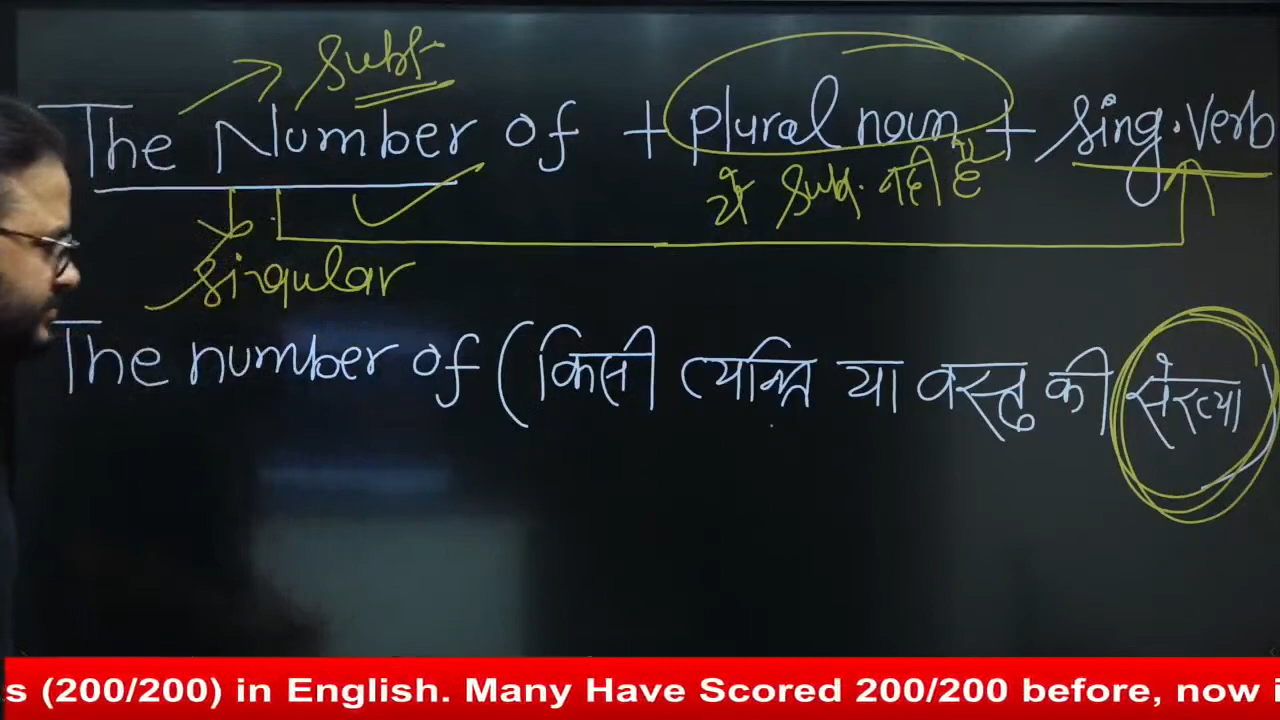 Subj.
The Number of + plural noun + sing. Verb
ये Subj. नहीं है
singular
The number of (किसी व्यक्ति या वस्तु की संख्या)
s (200/200) in English. Many Have Scored 200/200 before, now i